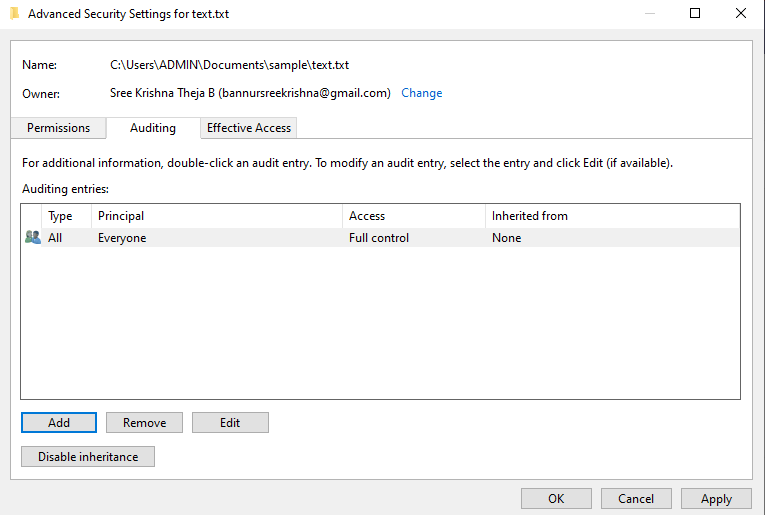 Advanced Security Settings for text.txt
Name: C:\Users\ADMIN\Documents\sample\text.txt
Owner: Sree Krishna Theja B (bannursreekrishna@gmail.com) Change
Permissions Auditing Effective Access
For additional information, double-click an audit entry. To modify an audit entry, select the entry and click Edit (if available).
Auditing entries:
Type Principal Access Inherited from
All Everyone Full control None
Add Remove Edit
Disable inheritance
OK Cancel Apply